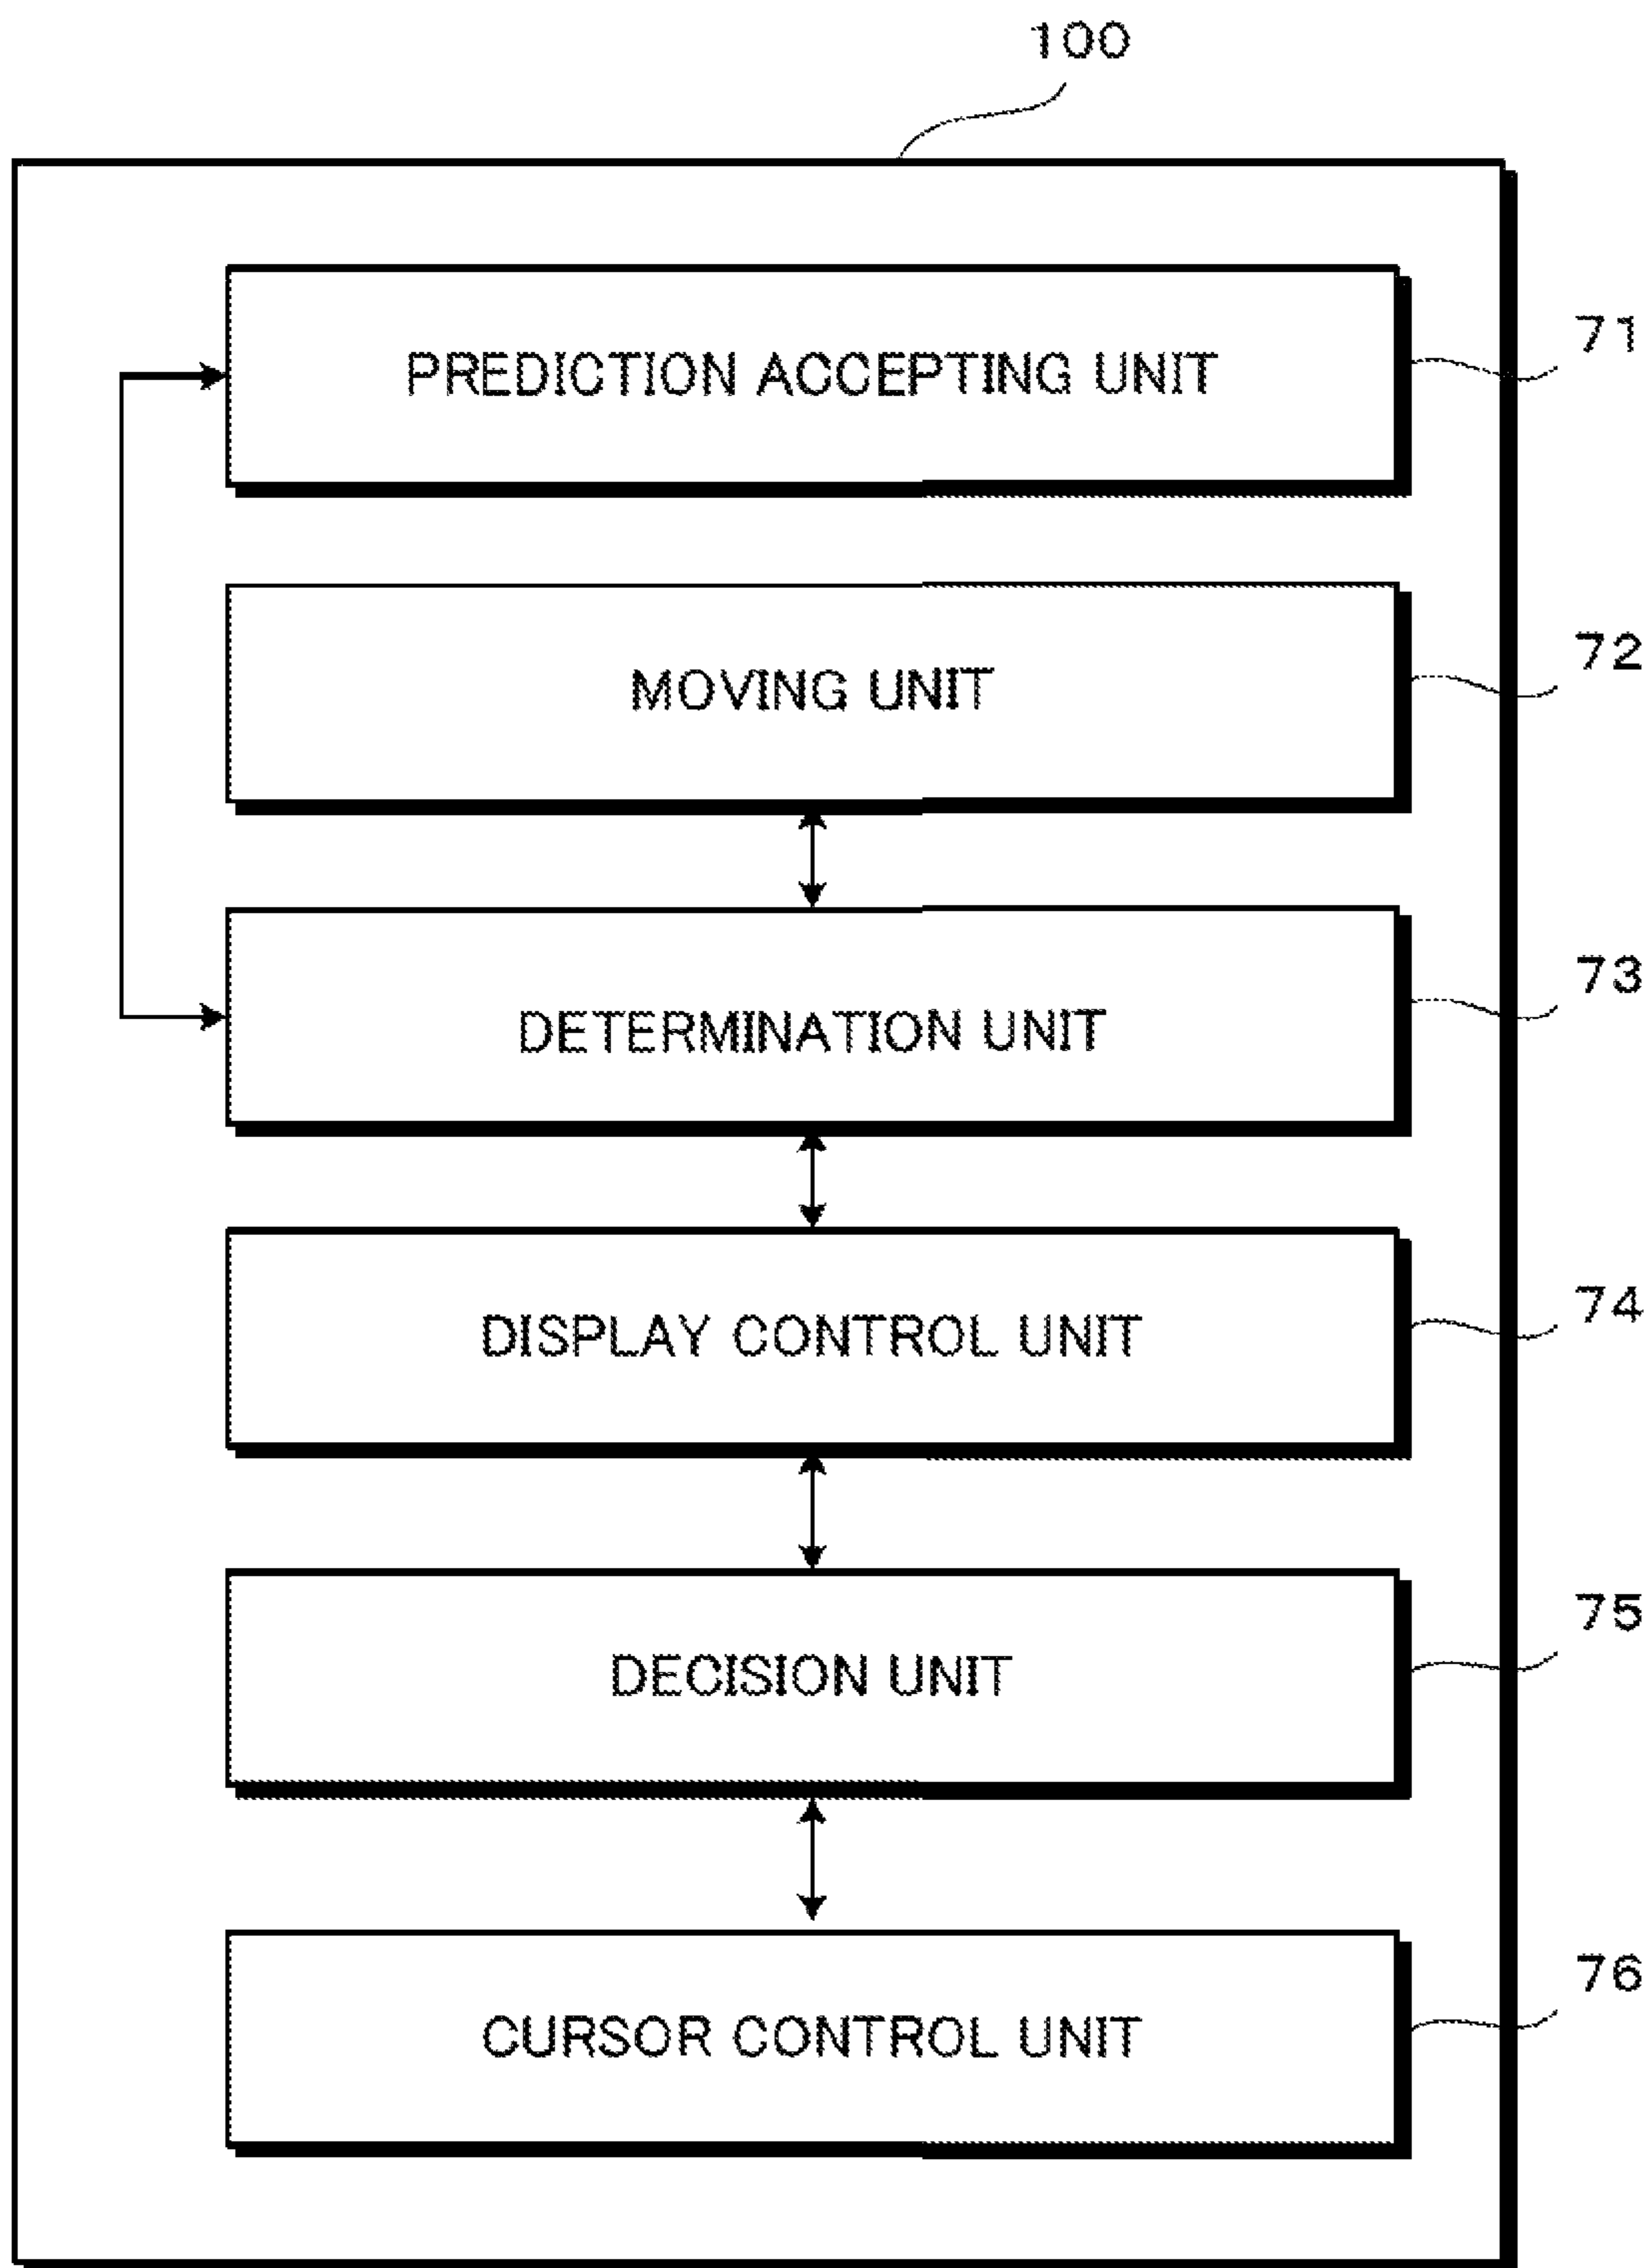 100
PREDICTION ACCEPTING UNIT
71
MOVING UNIT
72
DETERMINATION UNIT
73
DISPLAY CONTROL UNIT
74
DECISION UNIT
75
CURSOR CONTROL UNIT
76